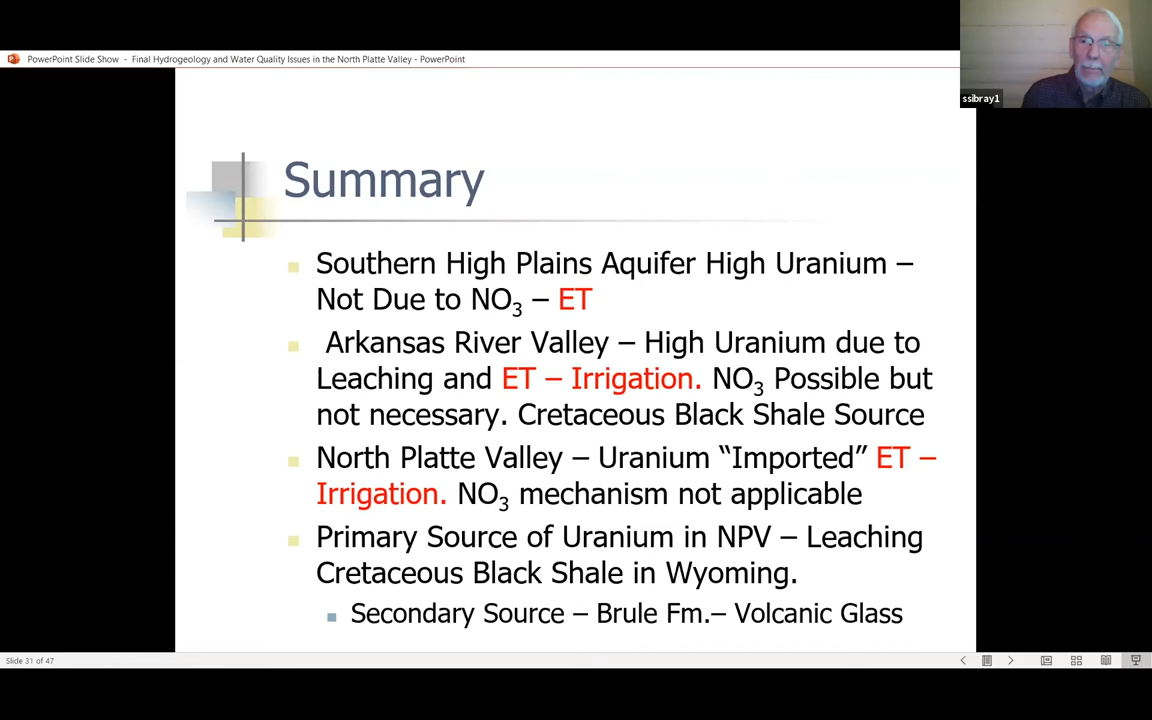 PowerPoint Slide Show - Final Hydrogeology and Water Quality Issues in the North Platte Valley - PowerPoint
ssibray1
Summary
Southern High Plains Aquifer High Uranium –
Not Due to NO3 – ET
Arkansas River Valley – High Uranium due to
Leaching and ET – Irrigation. NO3 Possible but
not necessary. Cretaceous Black Shale Source
North Platte Valley – Uranium “Imported” ET –
Irrigation. NO3 mechanism not applicable
Primary Source of Uranium in NPV – Leaching
Cretaceous Black Shale in Wyoming.
Secondary Source – Brule Fm.– Volcanic Glass
Slide 31 of 47